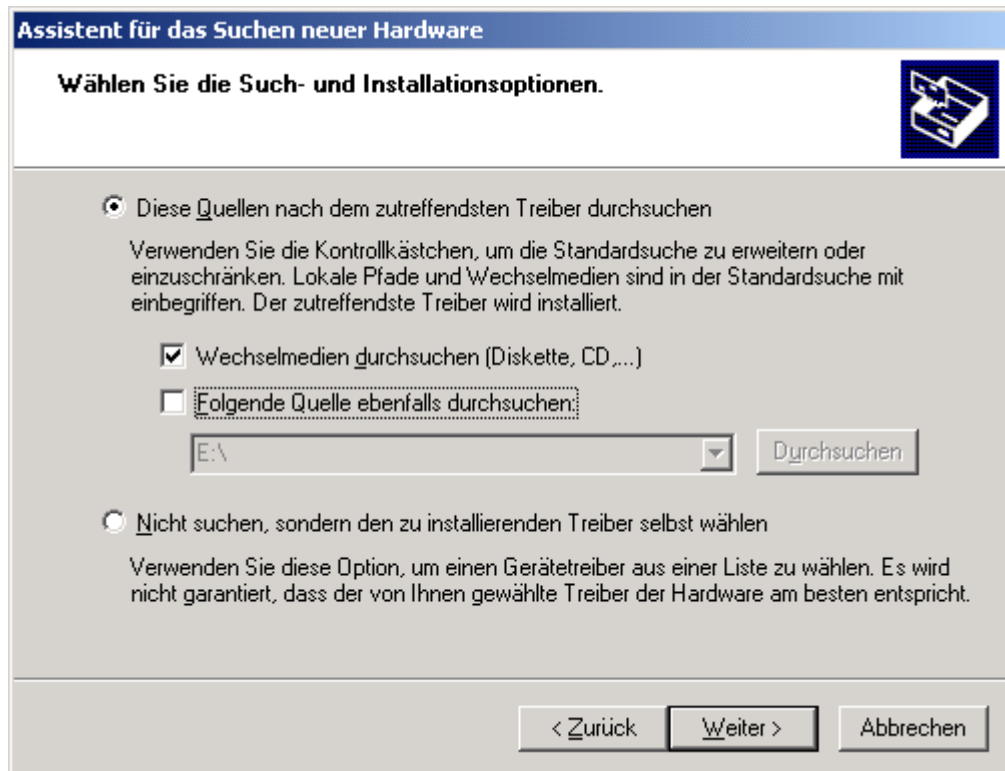 Assistent für das Suchen neuer Hardware
Wählen Sie die Such- und Installationsoptionen.
Diese Quellen nach dem zutreffendsten Treiber durchsuchen
Verwenden Sie die Kontrollkästchen, um die Standardsuche zu erweitern oder
einzuschränken. Lokale Pfade und Wechselmedien sind in der Standardsuche mit
einbegriffen. Der zutreffendste Treiber wird installiert.
Wechselmedien durchsuchen (Diskette, CD,...)
Folgende Quelle ebenfalls durchsuchen:
E:\ Durchsuchen
Nicht suchen, sondern den zu installierenden Treiber selbst wählen
Verwenden Sie diese Option, um einen Gerätetreiber aus einer Liste zu wählen. Es wird
nicht garantiert, dass der von Ihnen gewählte Treiber der Hardware am besten entspricht.
< Zurück Weiter > Abbrechen